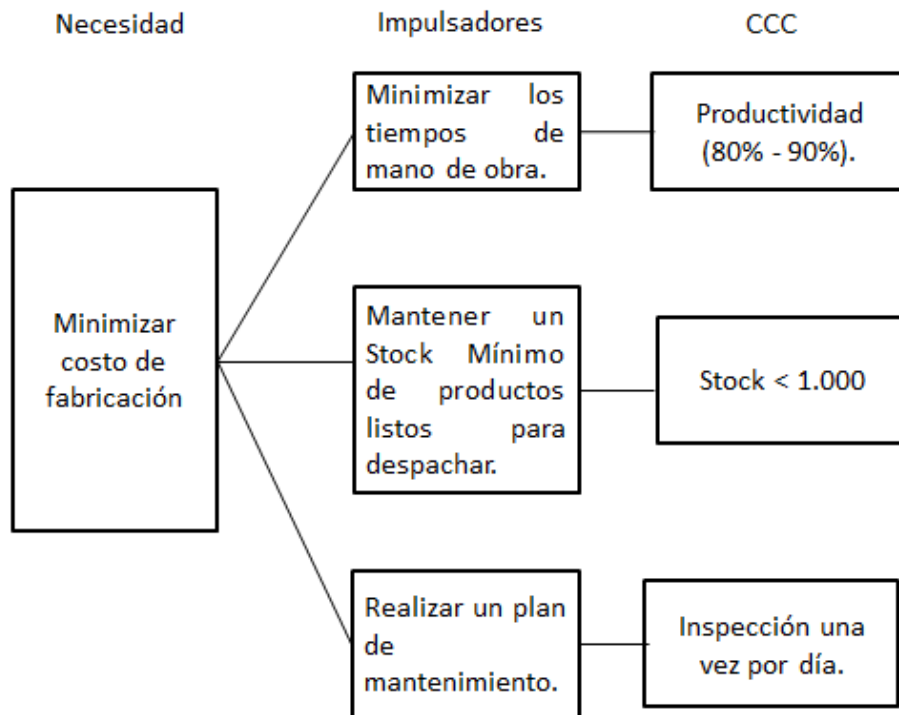 Necesidad
Impulsadores
CCC
Minimizar los
tiempos de
mano de obra.
Productividad
(80% - 90%).
Minimizar
costo de
fabricación
Mantener un
Stock Mínimo
de productos
listos para
despachar.
Stock < 1.000
Realizar un plan
de
mantenimiento.
Inspección una
vez por día.